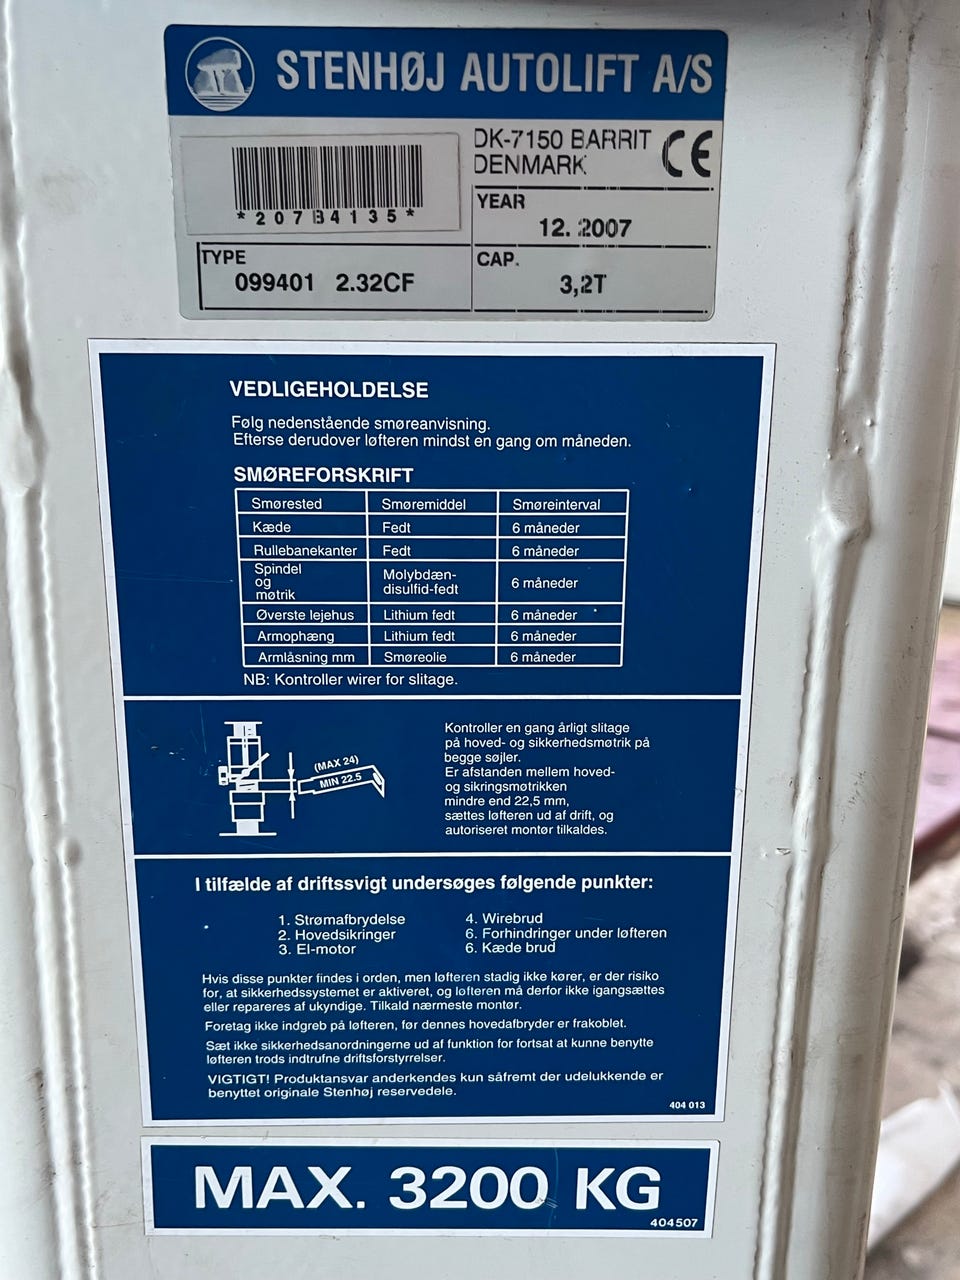 STENHØJ AUTOLIFT A/S
DK-7150 BARRIT
DENMARK
CE
*207B4135*
YEAR
12. 2007
TYPE
099401 2.32CF
CAP.
3,2T
VEDLIGEHOLDELSE
Følg nedenstående smøreanvisning.
Efterse derudover løfteren mindst en gang om måneden.
SMØREFORSKRIFT
Smørested Smøremiddel Smøreinterval
Kæde Fedt 6 måneder
Rullebanekanter Fedt 6 måneder
Spindel
og
møtrik
Molybdæn-
disulfid-fedt
6 måneder
Øverste lejehus Lithium fedt 6 måneder
Armophæng Lithium fedt 6 måneder
Armlåsning mm Smøreolie 6 måneder
NB: Kontroller wirer for slitage.
(MAX 24)
MIN 22.5
Kontroller en gang årligt slitage
på hoved- og sikkerhedsmøtrik på
begge søjler.
Er afstanden mellem hoved-
og sikringsmøtrikken
mindre end 22,5 mm,
sættes løfteren ud af drift, og
autoriseret montør tilkaldes.
I tilfælde af driftssvigt undersøges følgende punkter:
1. Strømafbrydelse
2. Hovedsikringer
3. El-motor
4. Wirebrud
6. Forhindringer under løfteren
6. Kæde brud
Hvis disse punkter findes i orden, men løfteren stadig ikke kører, er der risiko
for, at sikkerhedssystemet er aktiveret, og løfteren må derfor ikke igangsættes
eller repareres af ukyndige. Tilkald nærmeste montør.
Foretag ikke indgreb på løfteren, før dennes hovedafbryder er frakoblet.
Sæt ikke sikkerhedsanordningerne ud af funktion for fortsat at kunne benytte
løfteren trods indtrufne driftsforstyrrelser.
VIGTIGT! Produktansvar anderkendes kun såfremt der udelukkende er
benyttet originale Stenhøj reservedele.
404 013
MAX. 3200 KG
404507